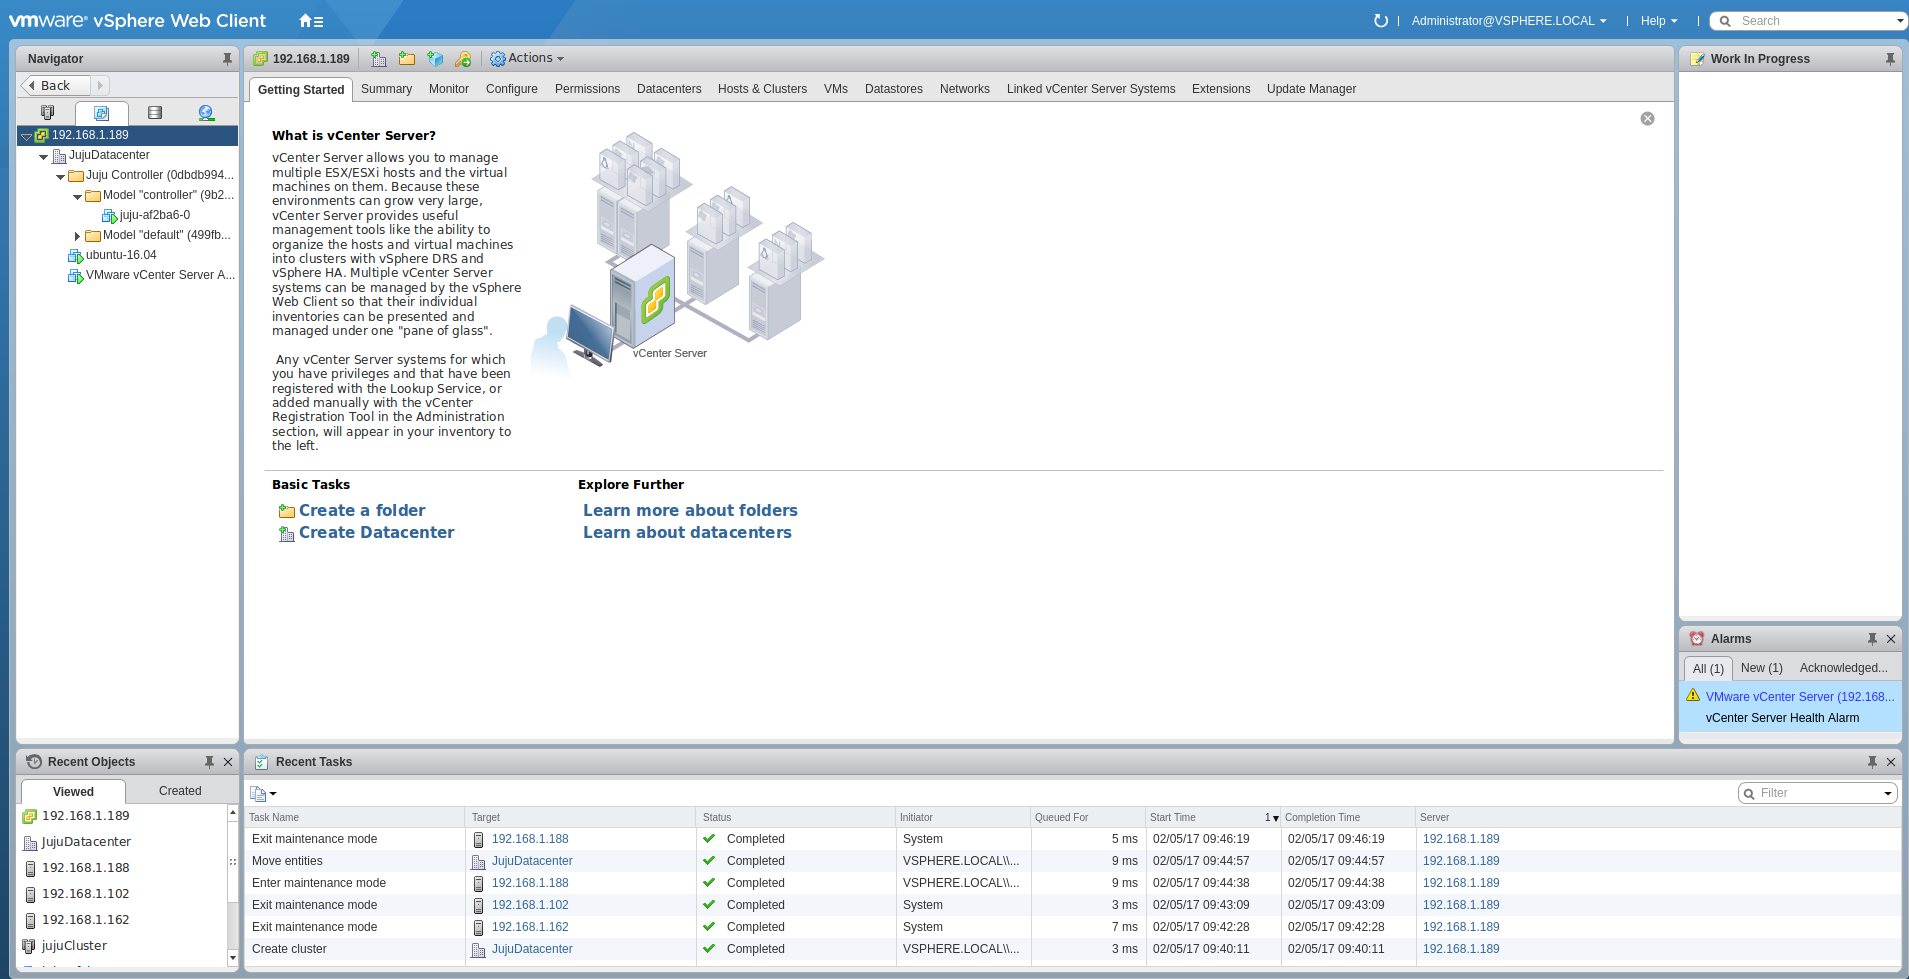 vmware® vSphere Web Client
Administrator@VSPHERE.LOCAL
Help
Search
Navigator
Back
192.168.1.189
JujuDatacenter
Juju Controller (0dbdb994...
Model "controller" (9b2...
juju-af2ba6-0
Model "default" (499fb...
ubuntu-16.04
VMware vCenter Server A...
192.168.1.189
Actions
Getting Started Summary Monitor Configure Permissions Datacenters Hosts & Clusters VMs Datastores Networks Linked vCenter Server Systems Extensions Update Manager
What is vCenter Server?
vCenter Server allows you to manage
multiple ESX/ESXi hosts and the virtual
machines on them. Because these
environments can grow very large,
vCenter Server provides useful
management tools like the ability to
organize the hosts and virtual machines
into clusters with vSphere DRS and
vSphere HA. Multiple vCenter Server
systems can be managed by the vSphere
Web Client so that their individual
inventories can be presented and
managed under one "pane of glass".
Any vCenter Server systems for which
you have privileges and that have been
registered with the Lookup Service, or
added manually with the vCenter
Registration Tool in the Administration
section, will appear in your inventory to
the left.
vCenter Server
Basic Tasks
Create a folder
Create Datacenter
Explore Further
Learn more about folders
Learn about datacenters
Work In Progress
Alarms
All (1) New (1) Acknowledged...
VMware vCenter Server (192.168...
vCenter Server Health Alarm
Recent Objects
Viewed Created
192.168.1.189
JujuDatacenter
192.168.1.188
192.168.1.102
192.168.1.162
jujuCluster
Recent Tasks
Filter
Task Name Target Status Initiator Queued For Start Time 1 Completion Time Server
Exit maintenance mode 192.168.1.188 Completed System 5 ms 02/05/17 09:46:19 02/05/17 09:46:19 192.168.1.189
Move entities JujuDatacenter Completed VSPHERE.LOCAL\\... 9 ms 02/05/17 09:44:57 02/05/17 09:44:57 192.168.1.189
Enter maintenance mode 192.168.1.188 Completed VSPHERE.LOCAL\\... 9 ms 02/05/17 09:44:38 02/05/17 09:44:38 192.168.1.189
Exit maintenance mode 192.168.1.102 Completed System 3 ms 02/05/17 09:43:09 02/05/17 09:43:09 192.168.1.189
Exit maintenance mode 192.168.1.162 Completed System 7 ms 02/05/17 09:42:28 02/05/17 09:42:28 192.168.1.189
Create cluster JujuDatacenter Completed VSPHERE.LOCAL\\... 3 ms 02/05/17 09:40:11 02/05/17 09:40:11 192.168.1.189